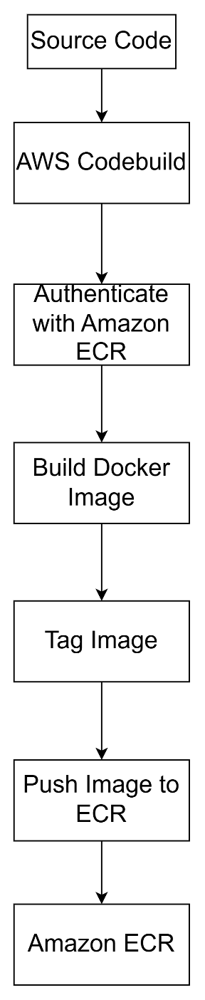 Source Code
AWS Codebuild
Authenticate
with Amazon
ECR
Build Docker
Image
Tag Image
Push Image to
ECR
Amazon ECR